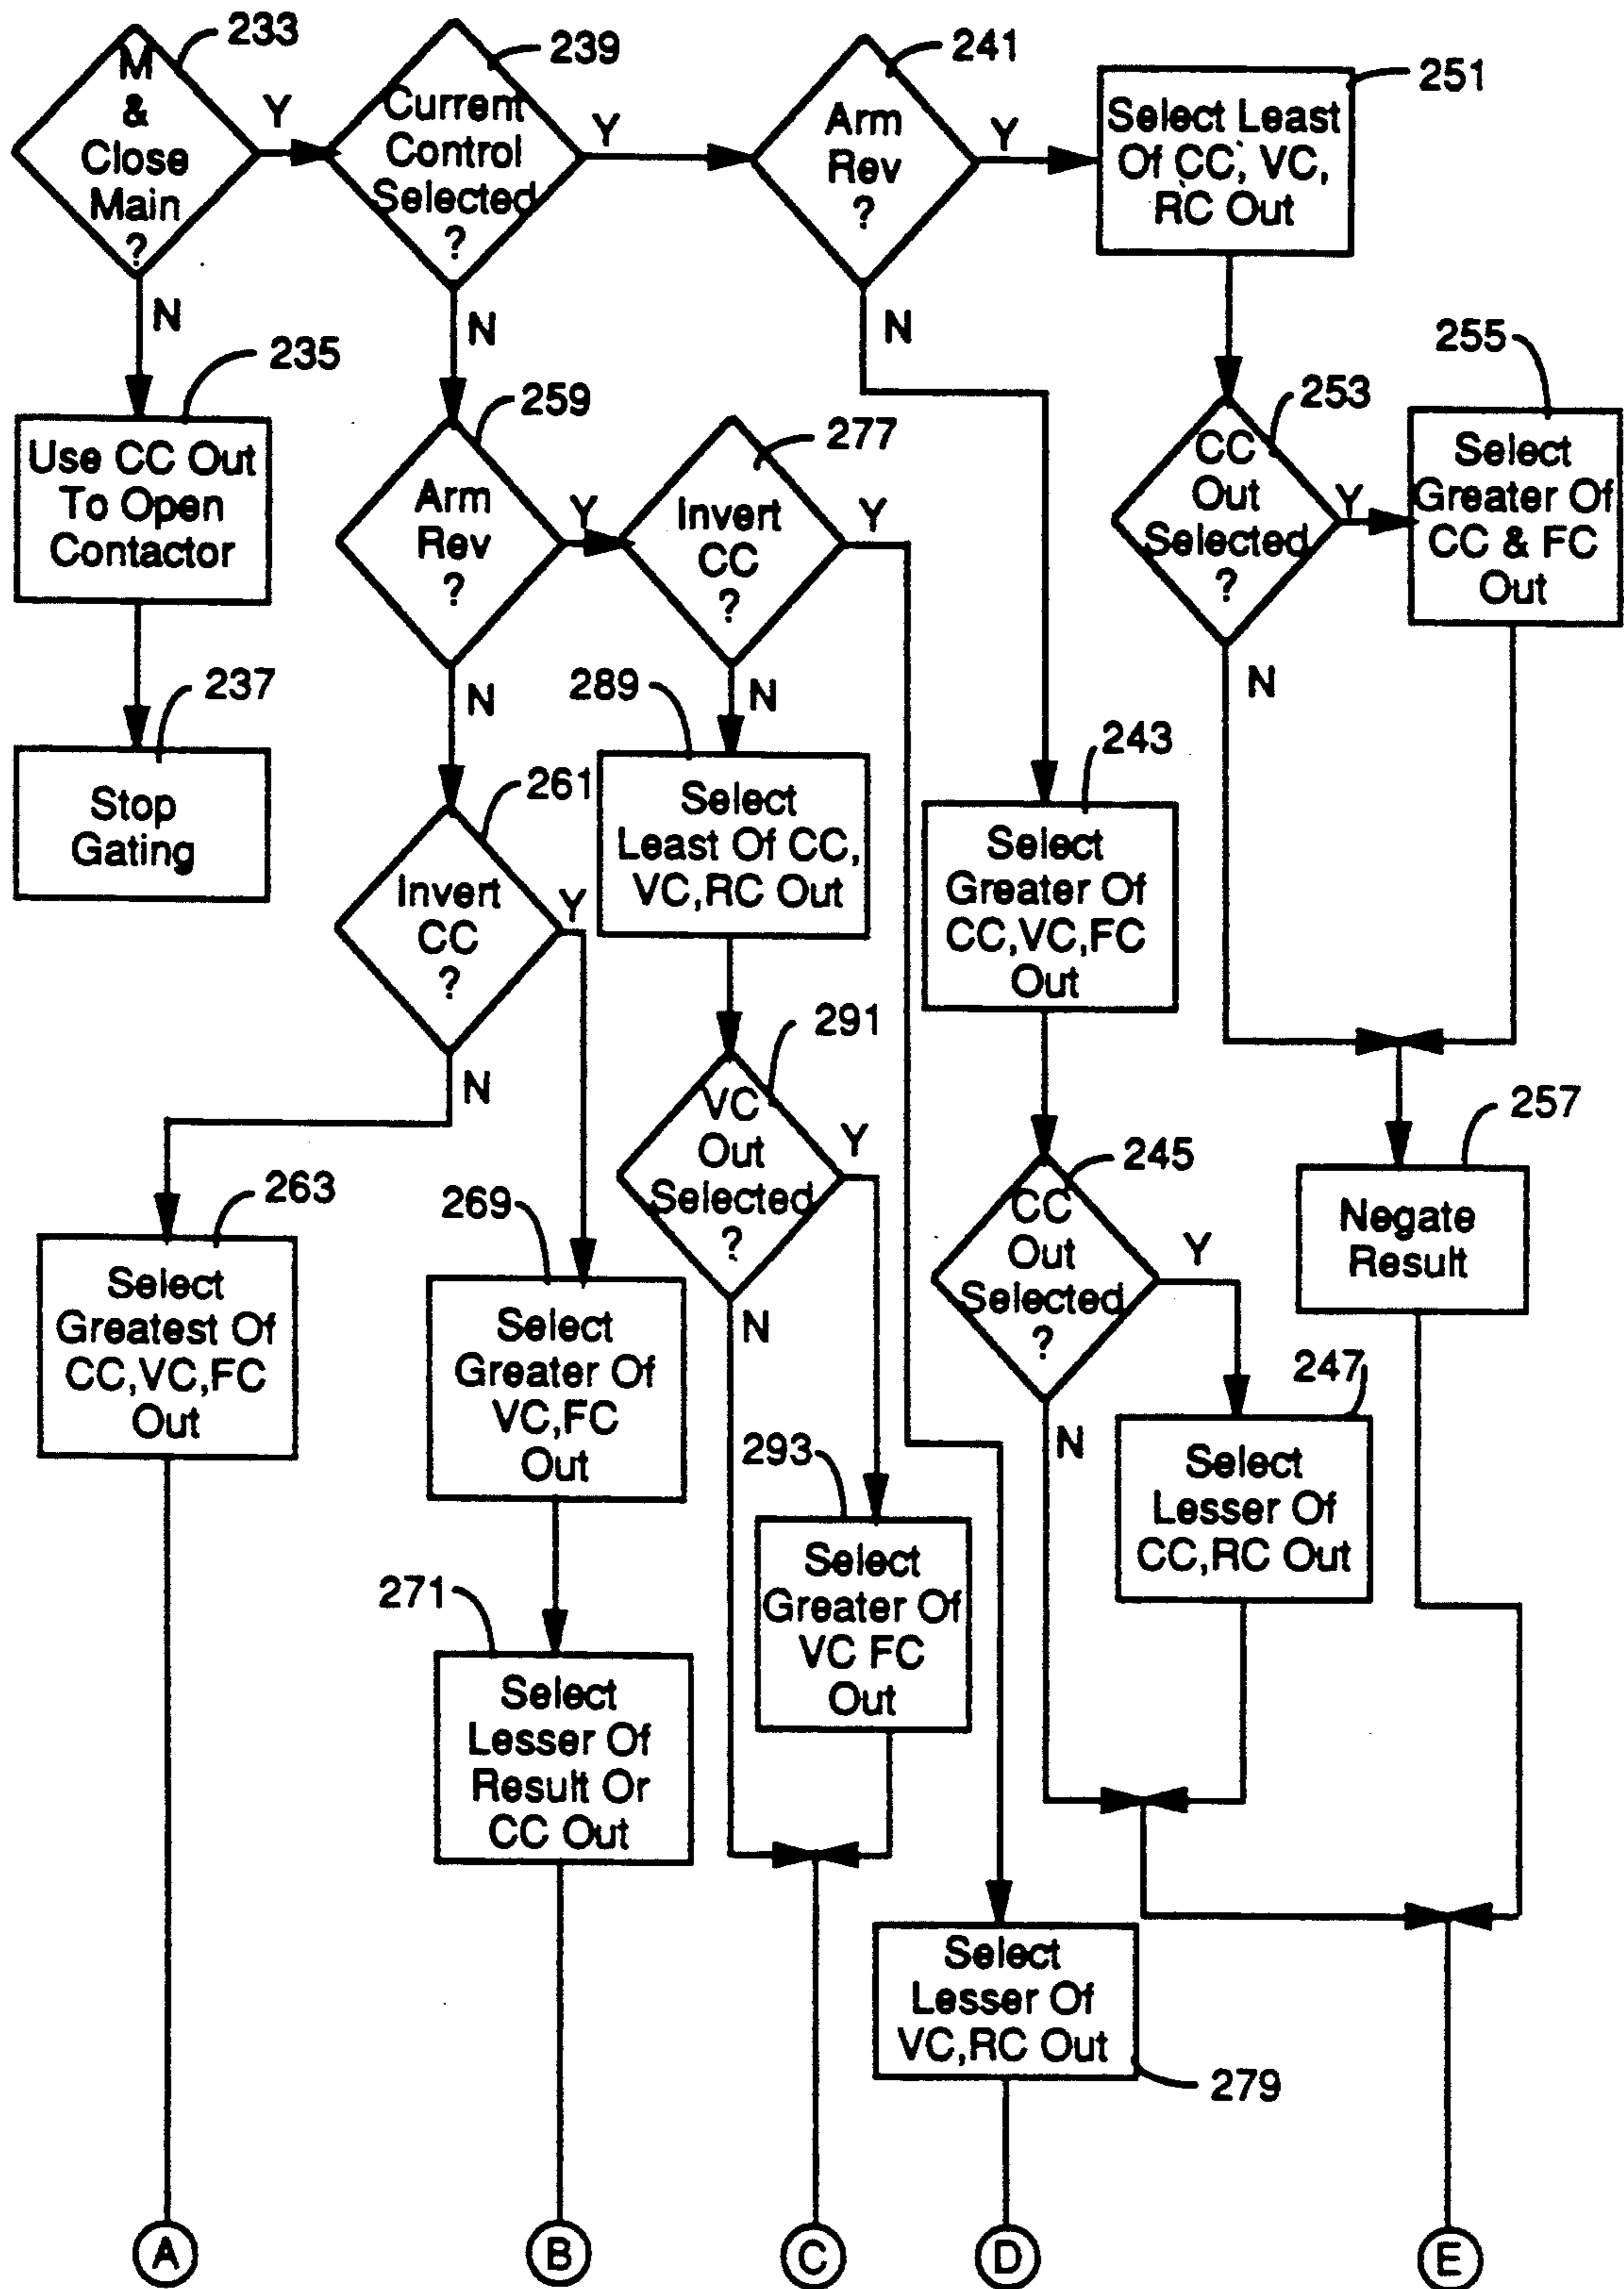 233
M
&
Close
Main
?
Y
N
239
Current
Control
Selected
?
Y
N
241
Arm
Rev
?
Y
N
251
Select Least
Of CC, VC,
RC Out
235
Use CC Out
To Open
Contactor
237
Stop
Gating
259
Arm
Rev
?
Y
N
277
Invert
CC
?
Y
N
253
CC
Out
Selected
?
Y
N
255
Select
Greater Of
CC & FC
Out
261
Invert
CC
?
Y
N
289
Select
Least Of CC,
VC,RC Out
243
Select
Greater Of
CC,VC,FC
Out
291
VC
Out
Selected
?
Y
N
245
CC
Out
Selected
?
Y
N
257
Negate
Result
263
Select
Greatest Of
CC,VC,FC
Out
269
Select
Greater Of
VC,FC
Out
247
Select
Lesser Of
CC,RC Out
293
Select
Greater Of
VC FC
Out
271
Select
Lesser Of
Result Or
CC Out
Select
Lesser Of
VC,RC Out
279
A
B
C
D
E